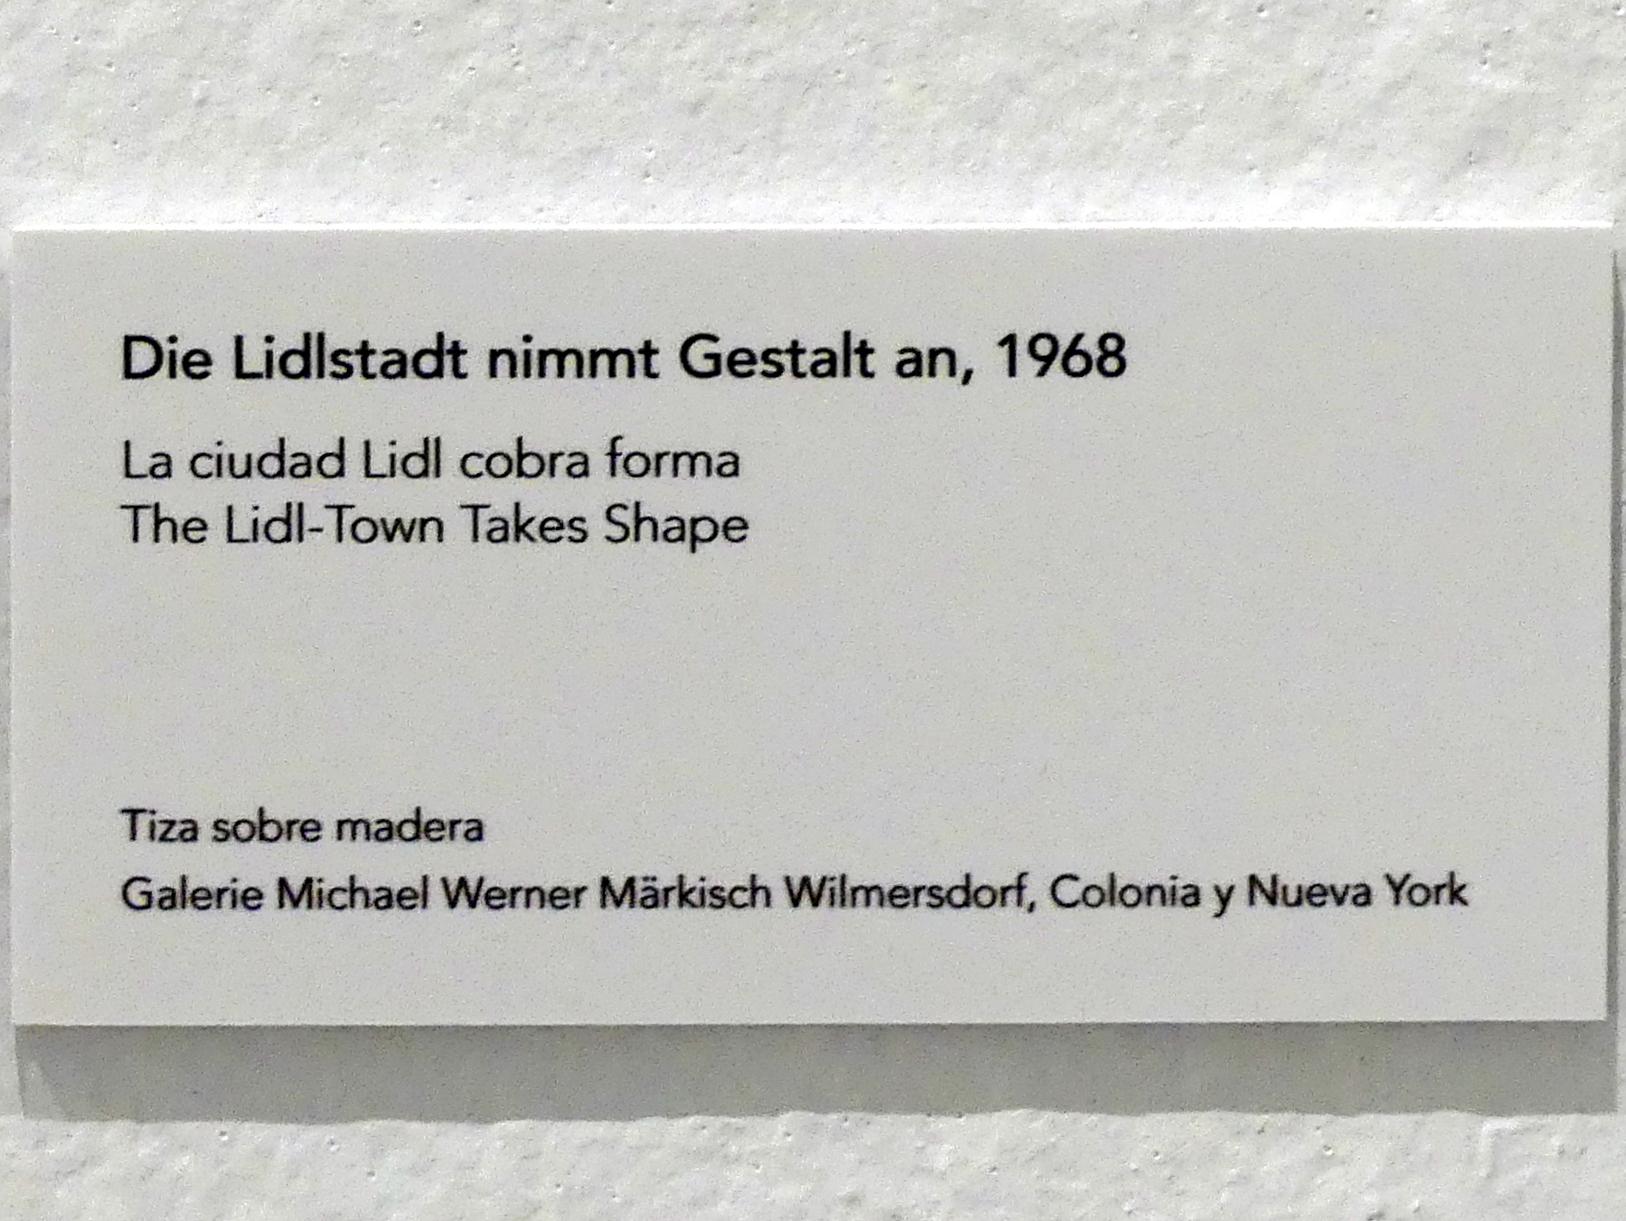 Die Lidlstadt nimmt Gestalt an, 1968
La ciudad Lidl cobra forma
The Lidl-Town Takes Shape
Tiza sobre madera
Galerie Michael Werner Märkisch Wilmersdorf, Colonia y Nueva York